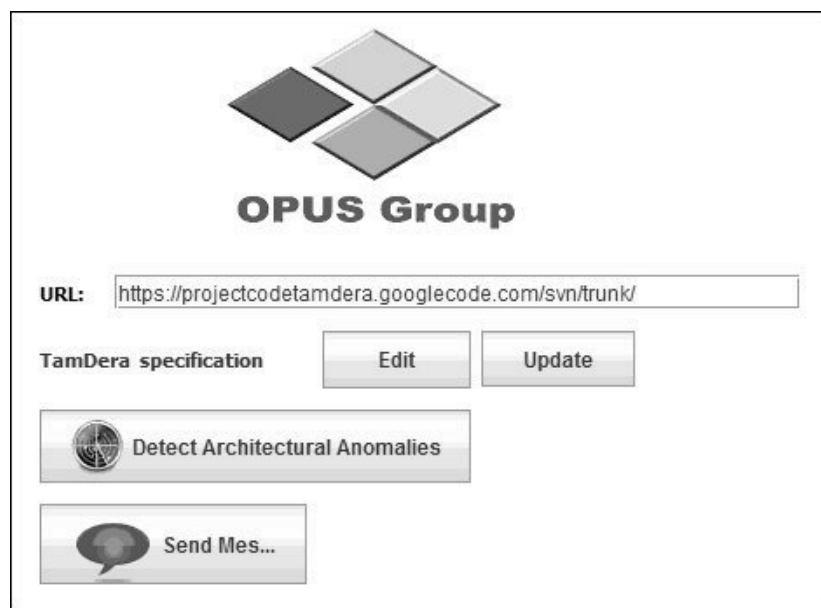 OPUS Group
URL: https://projectcodetamdera.googlecode.com/svn/trunk/
TamDera specification Edit Update
Detect Architectural Anomalies
Send Mes...